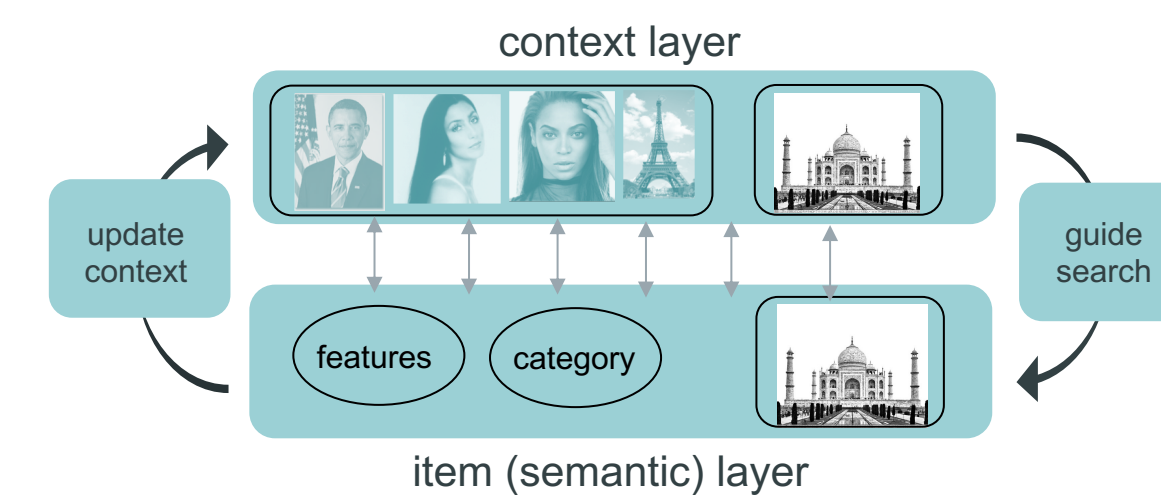 context layer
update
context
guide
search
features
category
item (semantic) layer